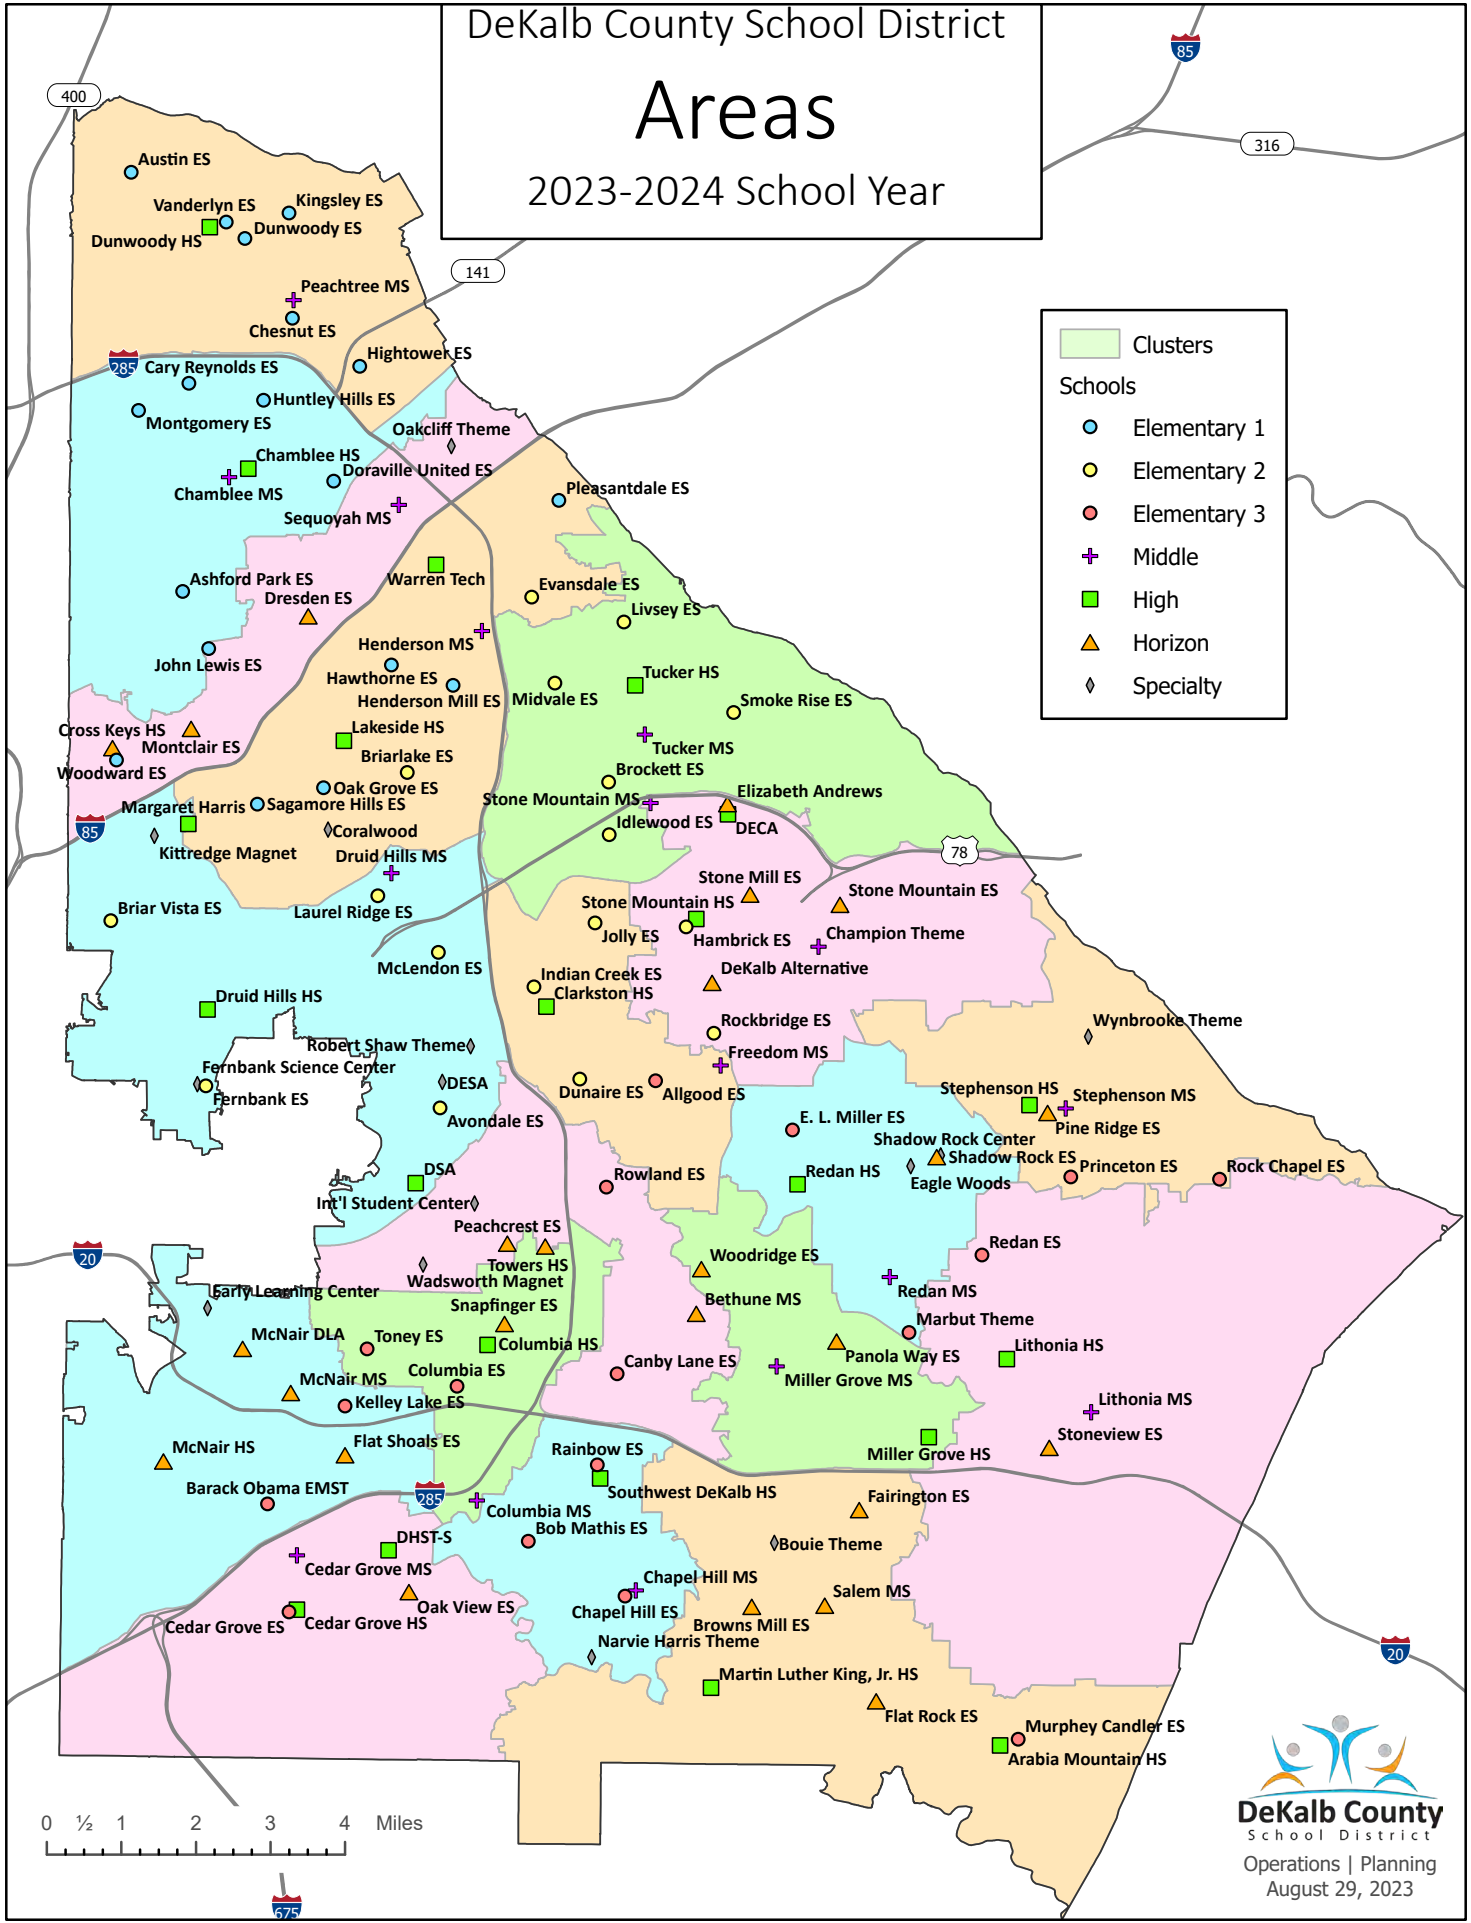 DeKalb County School District
Areas
2023-2024 School Year
400
85
316
141
Austin ES
Vanderlyn ES
Kingsley ES
Dunwoody HS
Dunwoody ES
Peachtree MS
Chesnut ES
Hightower ES
285
Cary Reynolds ES
Huntley Hills ES
Montgomery ES
Oakcliff Theme
Chamblee HS
Doraville United ES
Chamblee MS
Sequoyah MS
Pleasantdale ES
Clusters
Schools
Elementary 1
Elementary 2
Elementary 3
Middle
High
Horizon
Specialty
Warren Tech
Ashford Park ES
Dresden ES
Evansdale ES
Livsey ES
Henderson MS
John Lewis ES
Hawthorne ES
Henderson Mill ES
Tucker HS
Midvale ES
Smoke Rise ES
Cross Keys HS
Montclair ES
Lakeside HS
Woodward ES
Briarlake ES
Tucker MS
Brockett ES
Oak Grove ES
Margaret Harris
Sagamore Hills ES
Stone Mountain MS
Elizabeth Andrews
85
Coralwood
Idlewood ES
DECA
Kittredge Magnet
Druid Hills MS
78
Stone Mill ES
Stone Mountain ES
Laurel Ridge ES
Briar Vista ES
Stone Mountain HS
Jolly ES
Hambrick ES
Champion Theme
McLendon ES
Indian Creek ES
DeKalb Alternative
Clarkston HS
Druid Hills HS
Rockbridge ES
Wynbrooke Theme
Robert Shaw Theme
Freedom MS
Fernbank Science Center
Fernbank ES
DESA
Dunaire ES
Allgood ES
Stephenson HS
Stephenson MS
Avondale ES
E. L. Miller ES
Pine Ridge ES
Shadow Rock Center
Shadow Rock ES
DSA
Rowland ES
Redan HS
Eagle Woods
Princeton ES
Rock Chapel ES
Int'l Student Center
Peachcrest ES
20
Towers HS
Woodridge ES
Redan ES
Wadsworth Magnet
Early Learning Center
Snapfinger ES
Bethune MS
Redan MS
McNair DLA
Toney ES
Columbia HS
Marbut Theme
Panola Way ES
Lithonia HS
Columbia ES
Canby Lane ES
Miller Grove MS
McNair MS
Kelley Lake ES
Lithonia MS
McNair HS
Flat Shoals ES
Rainbow ES
Miller Grove HS
Stoneview ES
Barack Obama EMST
285
Southwest DeKalb HS
Fairington ES
Columbia MS
Bob Mathis ES
DHST-S
Bouie Theme
Cedar Grove MS
Chapel Hill MS
Salem MS
Oak View ES
Chapel Hill ES
Cedar Grove ES
Cedar Grove HS
Browns Mill ES
Narvie Harris Theme
20
Martin Luther King, Jr. HS
Flat Rock ES
Murphey Candler ES
Arabia Mountain HS
0 ½ 1 2 3 4 Miles
675
DeKalb County
School District
Operations | Planning
August 29, 2023